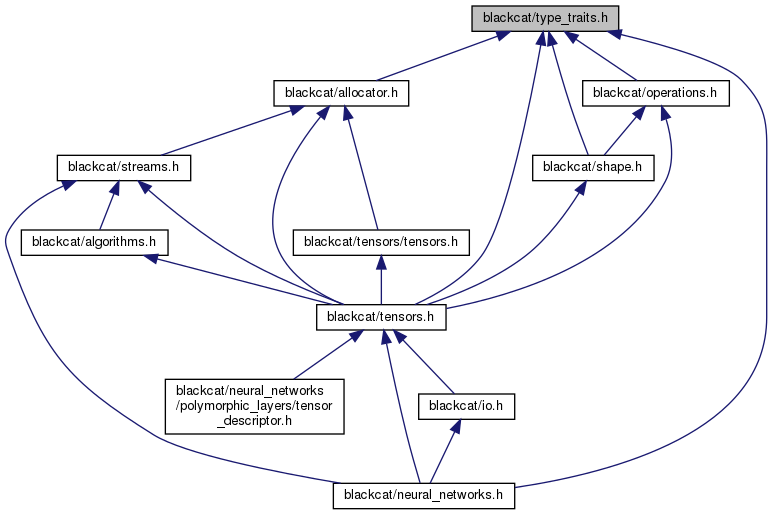 blackcat/type_traits.h
blackcat/allocator.h
blackcat/operations.h
blackcat/streams.h
blackcat/shape.h
blackcat/algorithms.h
blackcat/tensors/tensors.h
blackcat/tensors.h
blackcat/neural_networks
/polymorphic_layers/tensor
_descriptor.h
blackcat/io.h
blackcat/neural_networks.h